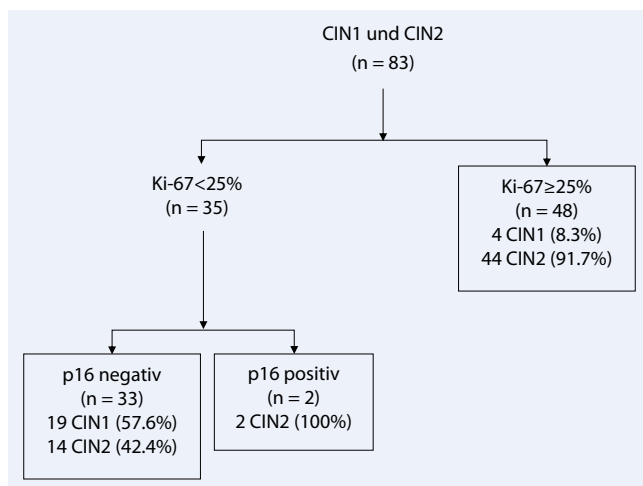 CIN1 und CIN2
(n = 83)
Ki-67<25%
(n = 35)
Ki-67≥25%
(n = 48)
4 CIN1 (8.3%)
44 CIN2 (91.7%)
p16 negativ
(n = 33)
19 CIN1 (57.6%)
14 CIN2 (42.4%)
p16 positiv
(n = 2)
2 CIN2 (100%)